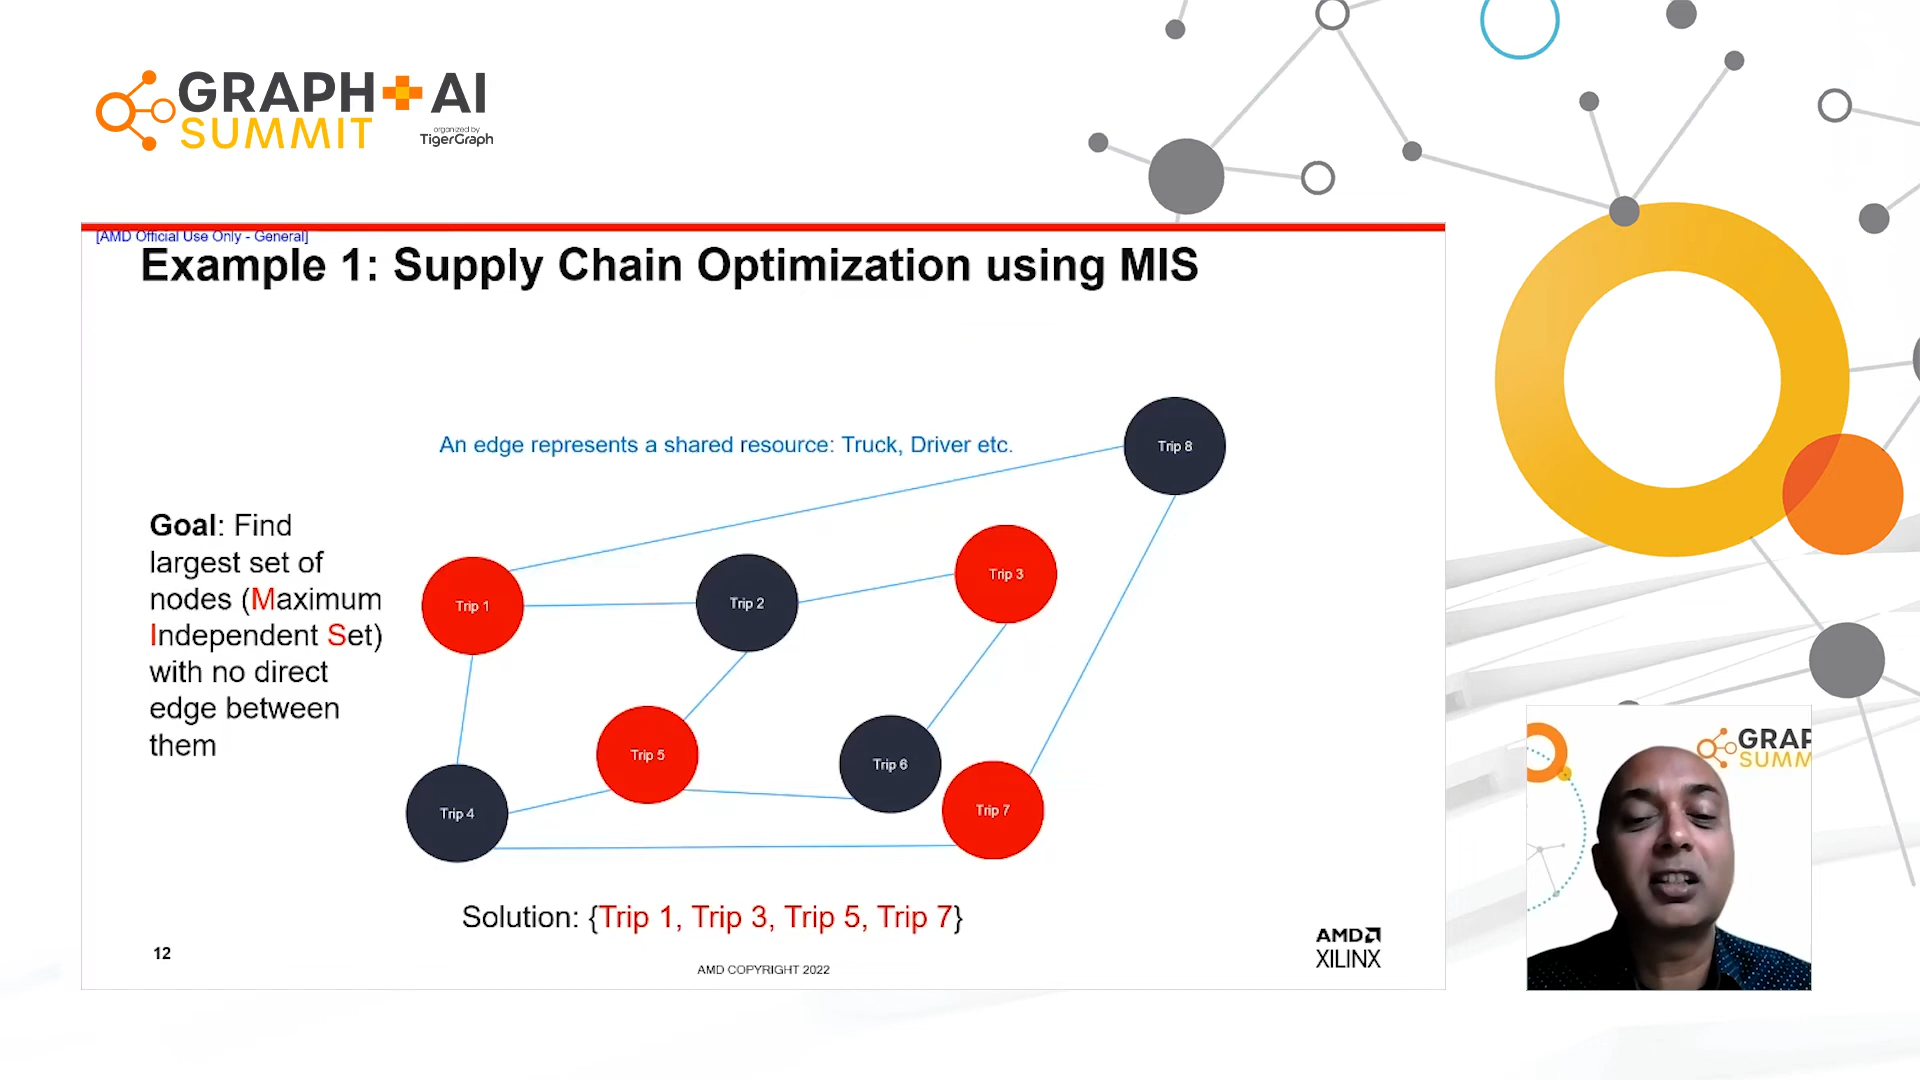 GRAPH+AI
SUMMIT
organized by
TigerGraph
[AMD Official Use Only - General]
Example 1: Supply Chain Optimization using MIS
An edge represents a shared resource: Truck, Driver etc.
Goal: Find
largest set of
nodes (Maximum
Independent Set)
with no direct
edge between
them
Trip 8
Trip 3
Trip 1
Trip 2
Trip 5
Trip 6
Trip 7
Trip 4
Solution: {Trip 1, Trip 3, Trip 5, Trip 7}
12
AMD COPYRIGHT 2022
AMD
XILINX
GRAP
SUMM